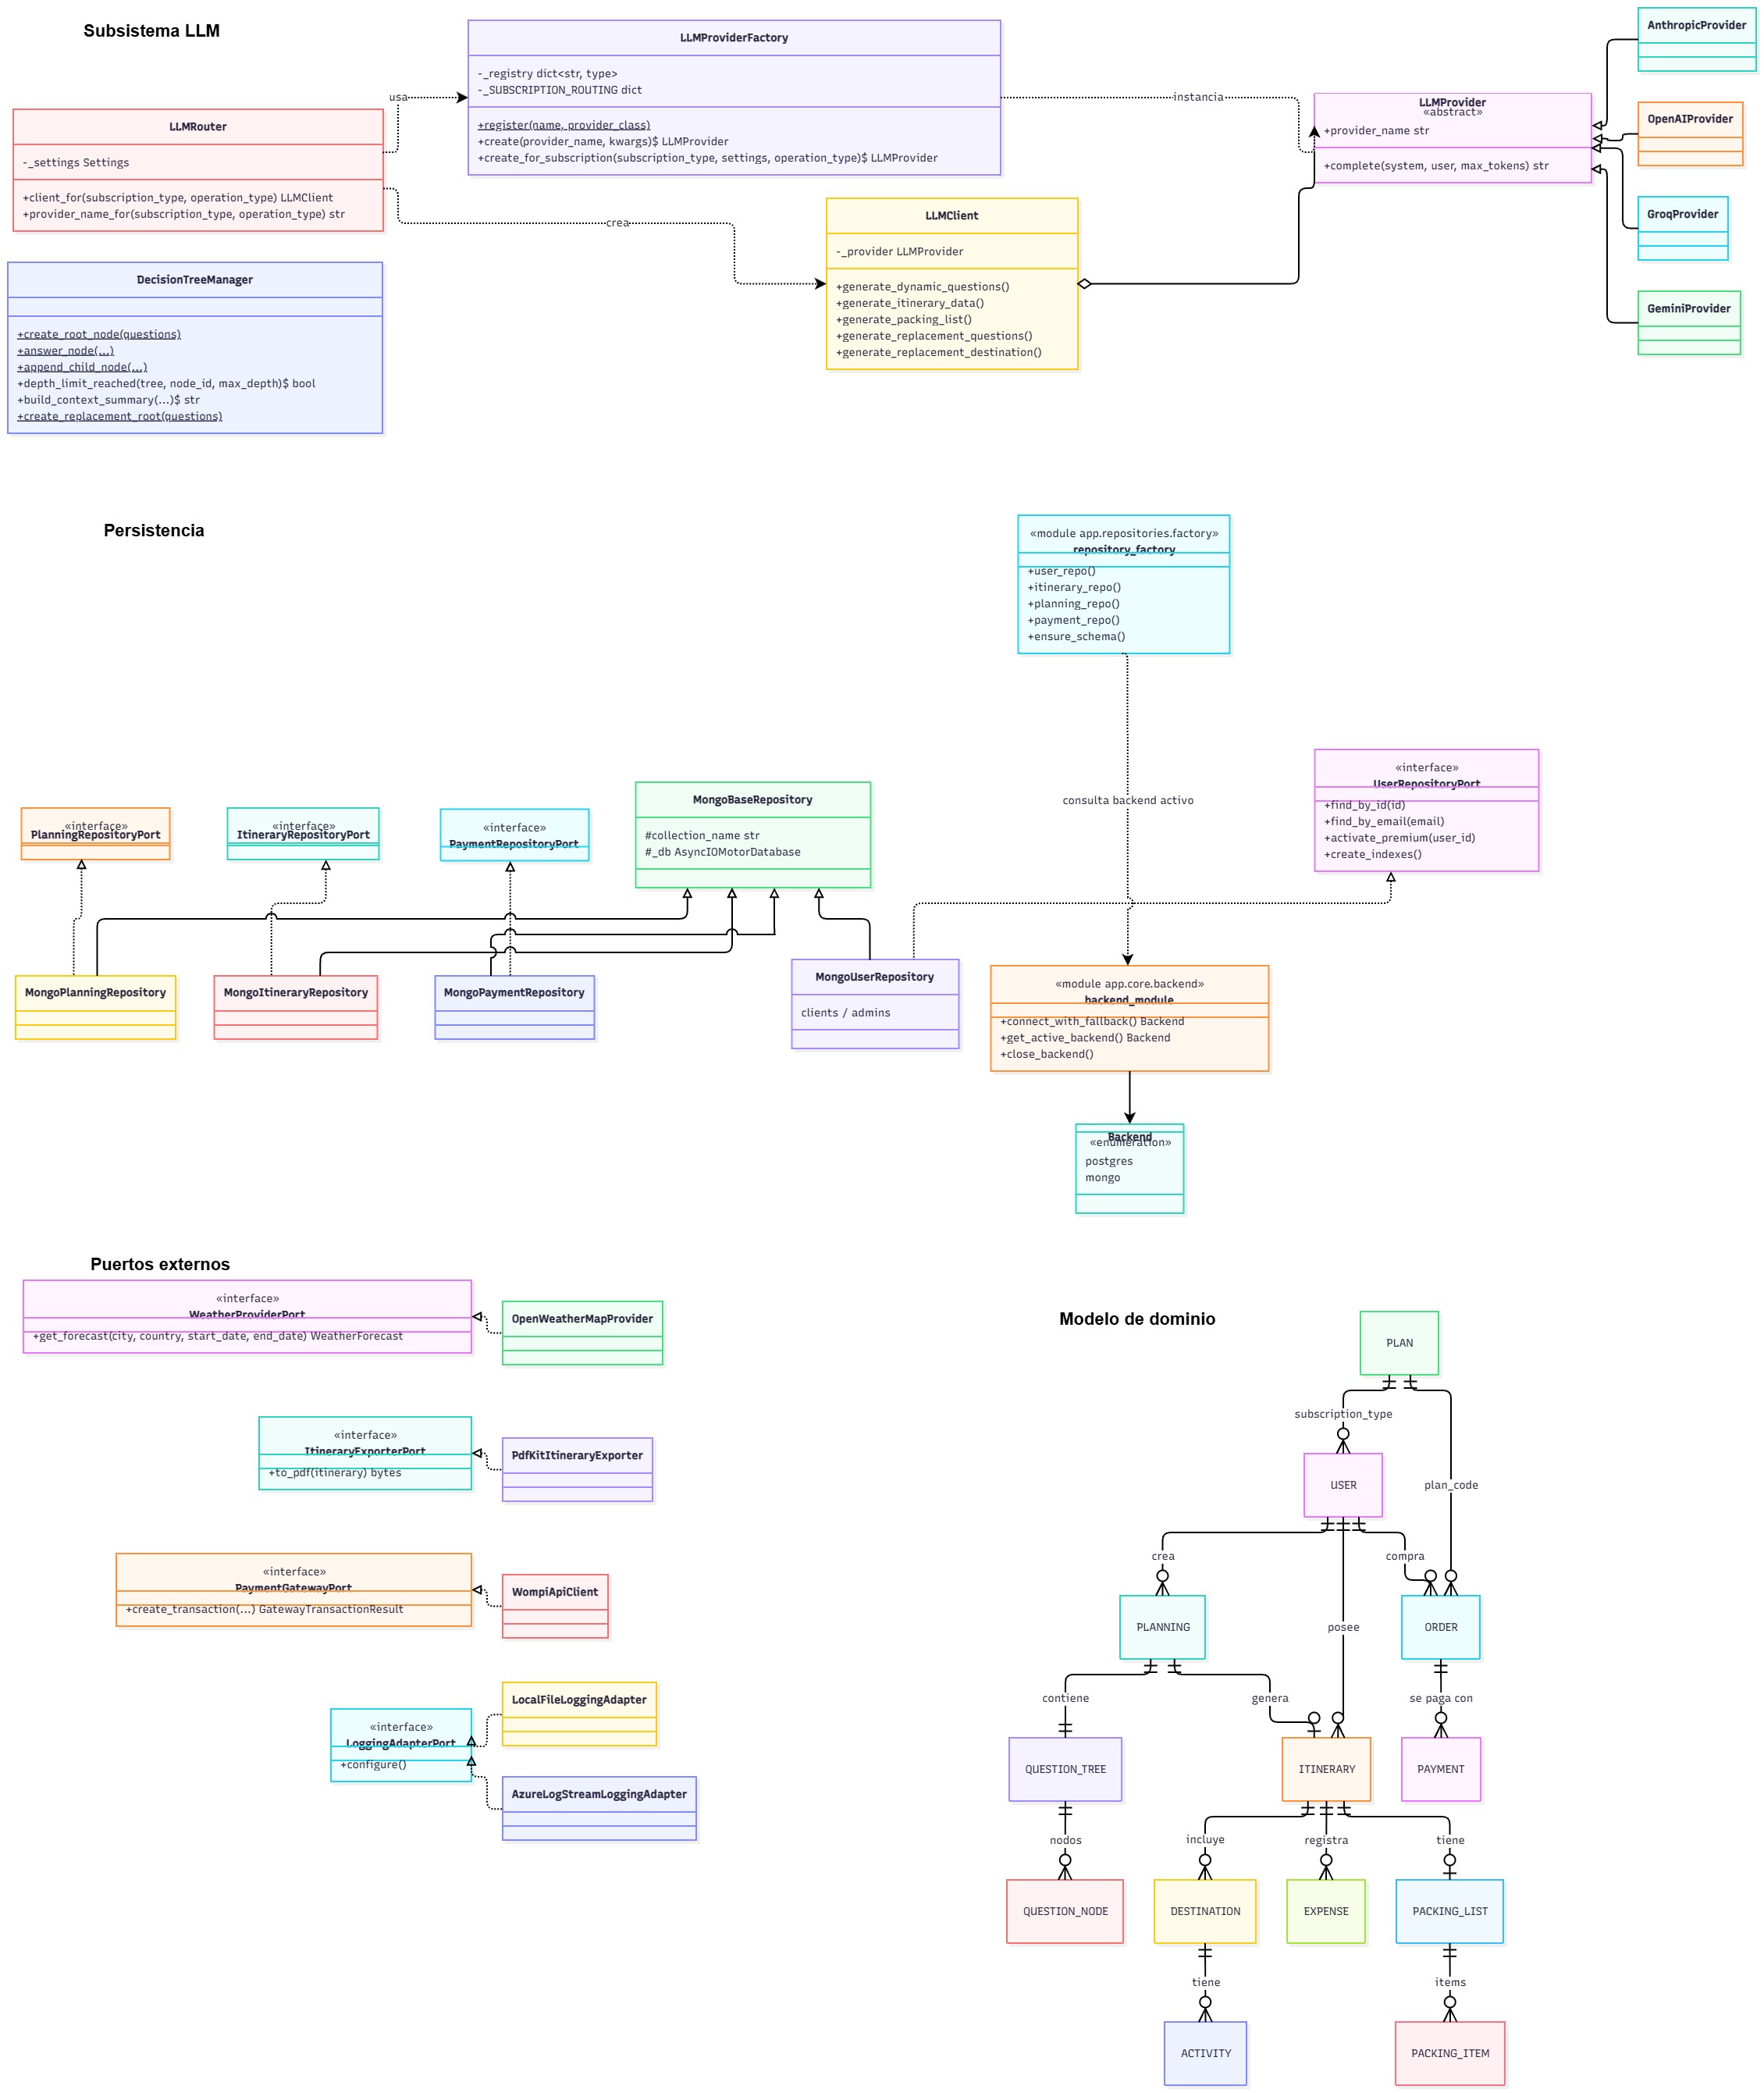 Subsistema LLM
LLMProviderFactory
-_registry dict<str, type>
-_SUBSCRIPTION_ROUTING dict
+register(name, provider_class)
+create(provider_name, kwargs)$ LLMProvider
+create_for_subscription(subscription_type, settings, operation_type)$ LLMProvider
usa
instancia
LLMRouter
-_settings Settings
+client_for(subscription_type, operation_type) LLMClient
+provider_name_for(subscription_type, operation_type) str
crea
LLMClient
-_provider LLMProvider
+generate_dynamic_questions()
+generate_itinerary_data()
+generate_packing_list()
+generate_replacement_questions()
+generate_replacement_destination()
LLMProvider
«abstract»
+provider_name str
+complete(system, user, max_tokens) str
AnthropicProvider
OpenAIProvider
GroqProvider
GeminiProvider
DecisionTreeManager
+create_root_node(questions)
+answer_node(...)
+append_child_node(...)
+depth_limit_reached(tree, node_id, max_depth)$ bool
+build_context_summary(...)$ str
+create_replacement_root(questions)
Persistencia
«module app.repositories.factory»
repository_factory
+user_repo()
+itinerary_repo()
+planning_repo()
+payment_repo()
+ensure_schema()
consulta backend activo
«interface»
UserRepositoryPort
+find_by_id(id)
+find_by_email(email)
+activate_premium(user_id)
+create_indexes()
«interface»
PlanningRepositoryPort
«interface»
ItineraryRepositoryPort
«interface»
PaymentRepositoryPort
MongoBaseRepository
#collection_name str
#_db AsyncIOMotorDatabase
MongoPlanningRepository
MongoItineraryRepository
MongoPaymentRepository
MongoUserRepository
clients / admins
«module app.core.backend»
backend_module
+connect_with_fallback() Backend
+get_active_backend() Backend
+close_backend()
Backend
«enumeration»
postgres
mongo
Puertos externos
«interface»
WeatherProviderPort
+get_forecast(city, country, start_date, end_date) WeatherForecast
OpenWeatherMapProvider
«interface»
ItineraryExporterPort
+to_pdf(itinerary) bytes
PdfKitItineraryExporter
«interface»
PaymentGatewayPort
+create_transaction(...) GatewayTransactionResult
WompiApiClient
«interface»
LoggingAdapterPort
+configure()
LocalFileLoggingAdapter
AzureLogStreamLoggingAdapter
Modelo de dominio
PLAN
subscription_type
USER
plan_code
crea
compra
PLANNING
posee
ORDER
contiene
genera
se paga con
QUESTION_TREE
ITINERARY
PAYMENT
nodos
incluye
registra
tiene
QUESTION_NODE
DESTINATION
EXPENSE
PACKING_LIST
tiene
items
ACTIVITY
PACKING_ITEM